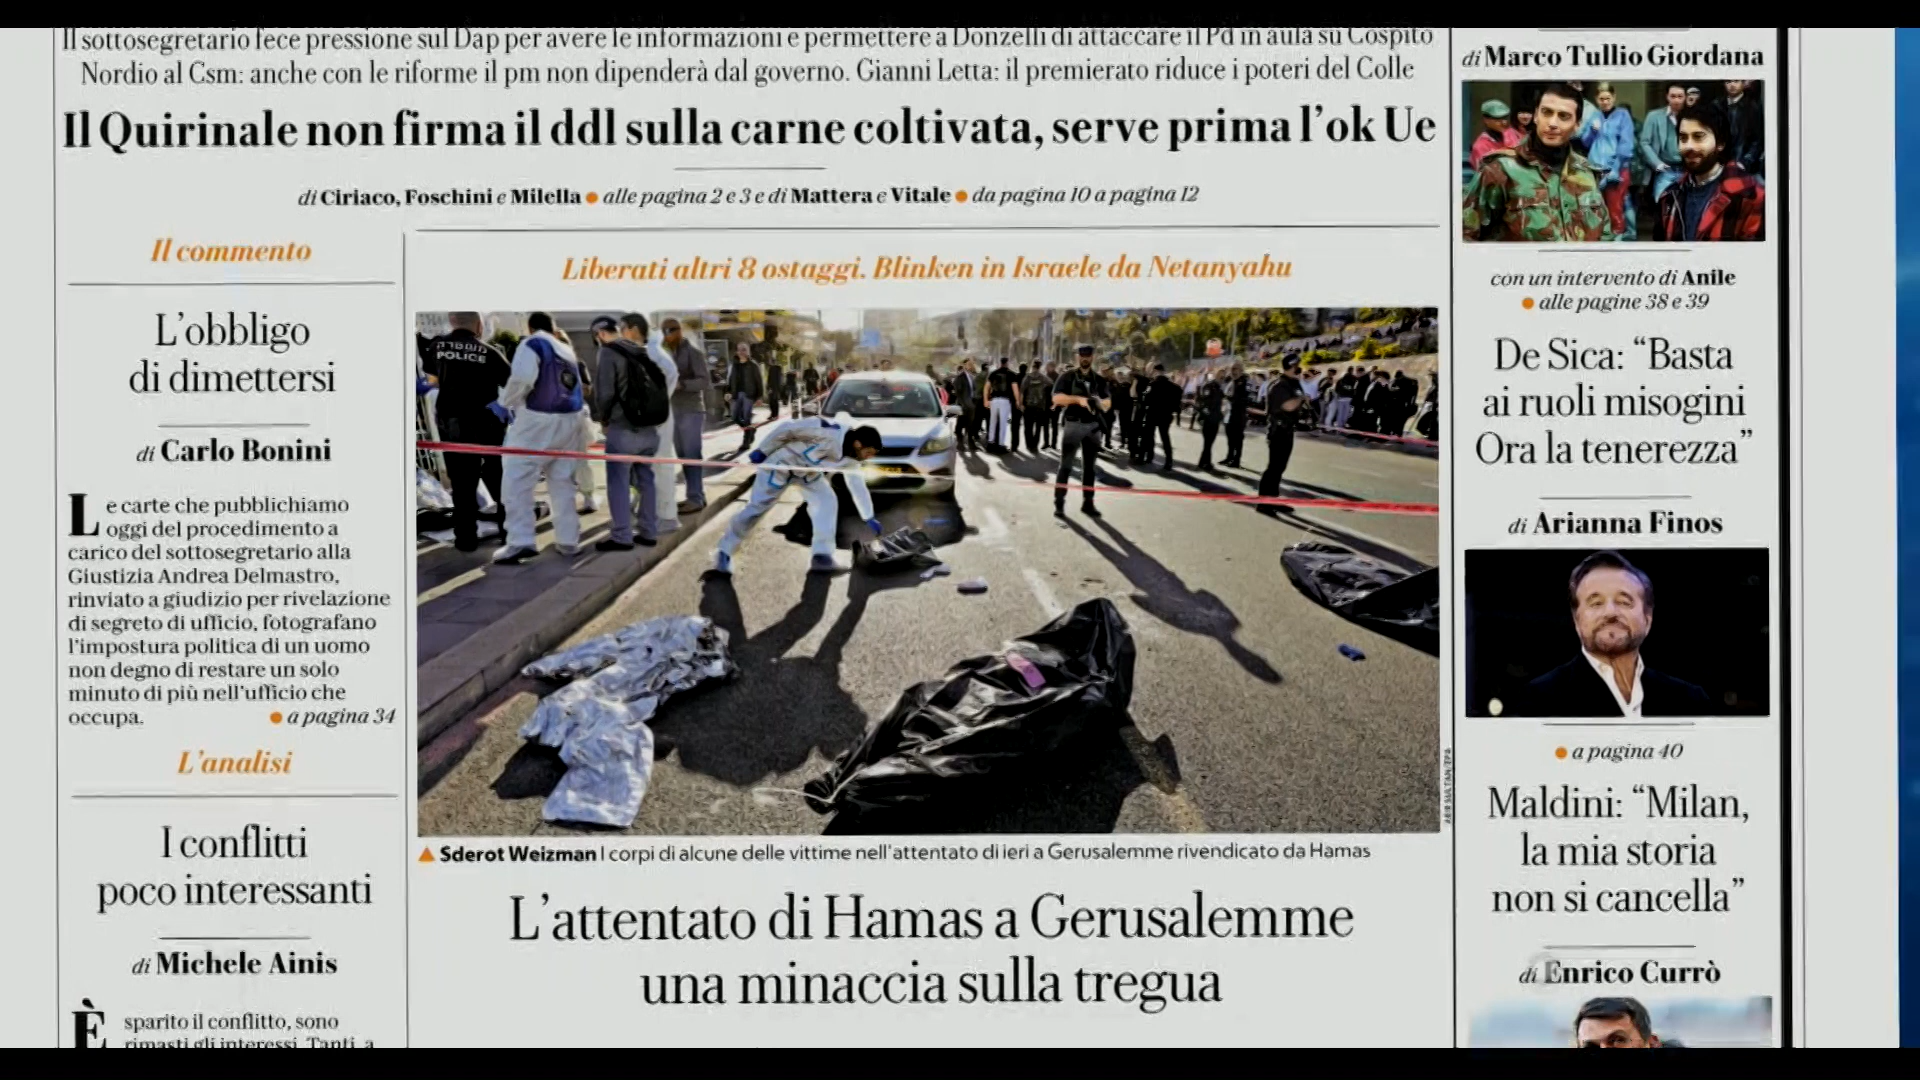 Il sottosegretario fece pressione sul Dap per avere le informazioni e permettere a Donzelli di attaccare il Pd in aula su Cospito
Nordio al Csm: anche con le riforme il pm non dipenderà dal governo. Gianni Letta: il premierato riduce i poteri del Colle
Il Quirinale non firma il ddl sulla carne coltivata, serve prima l'ok Ue
di Ciriaco, Foschini e Milella ● alle pagina 2 e 3 e di Mattera e Vitale ● da pagina 10 a pagina 12
Il commento
L'obbligo
di dimettersi
di Carlo Bonini
Le carte che pubblichiamo
oggi del procedimento a
carico del sottosegretario alla
Giustizia Andrea Delmastro,
rinviato a giudizio per rivelazione
di segreto di ufficio, fotografano
l'impostura politica di un uomo
non degno di restare un solo
minuto di più nell'ufficio che
occupa. ● a pagina 34
L'analisi
I conflitti
poco interessanti
di Michele Ainis
È sparito il conflitto, sono
rimasti gli interessi. Tanti, a
Liberati altri 8 ostaggi. Blinken in Israele da Netanyahu
משטרה
POLICE
ABIR SULTAN/EPA
▲ Sderot Weizman I corpi di alcune delle vittime nell'attentato di ieri a Gerusalemme rivendicato da Hamas
L'attentato di Hamas a Gerusalemme
una minaccia sulla tregua
di Marco Tullio Giordana
con un intervento di Anile
● alle pagine 38 e 39
De Sica: “Basta
ai ruoli misogini
Ora la tenerezza”
di Arianna Finos
● a pagina 40
Maldini: “Milan,
la mia storia
non si cancella”
di Enrico Currò